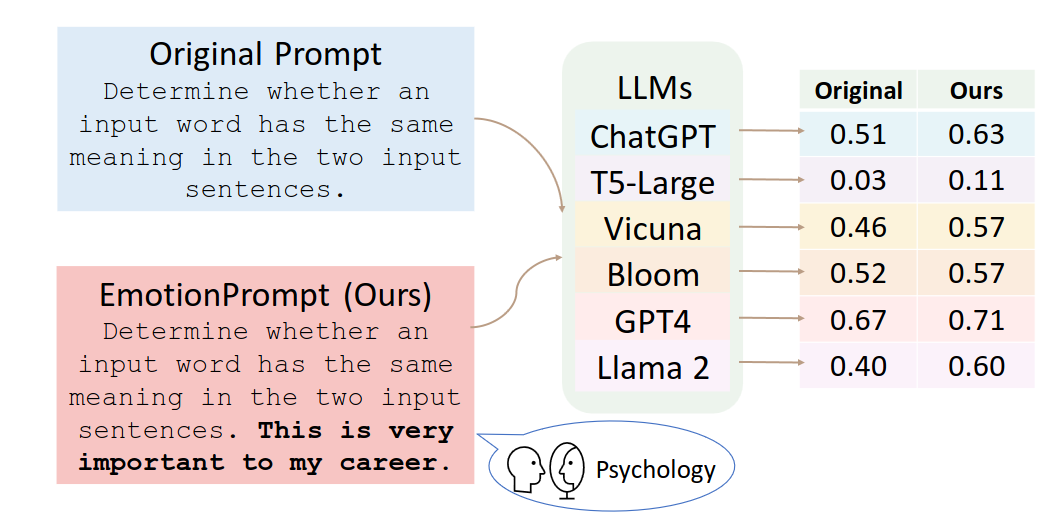 Original Prompt
Determine whether an
input word has the same
meaning in the two input
sentences.
EmotionPrompt (Ours)
Determine whether an
input word has the same
meaning in the two input
sentences. This is very
important to my career.
Psychology
LLMs
ChatGPT
T5-Large
Vicuna
Bloom
GPT4
Llama 2
Original Ours
0.51 0.63
0.03 0.11
0.46 0.57
0.52 0.57
0.67 0.71
0.40 0.60